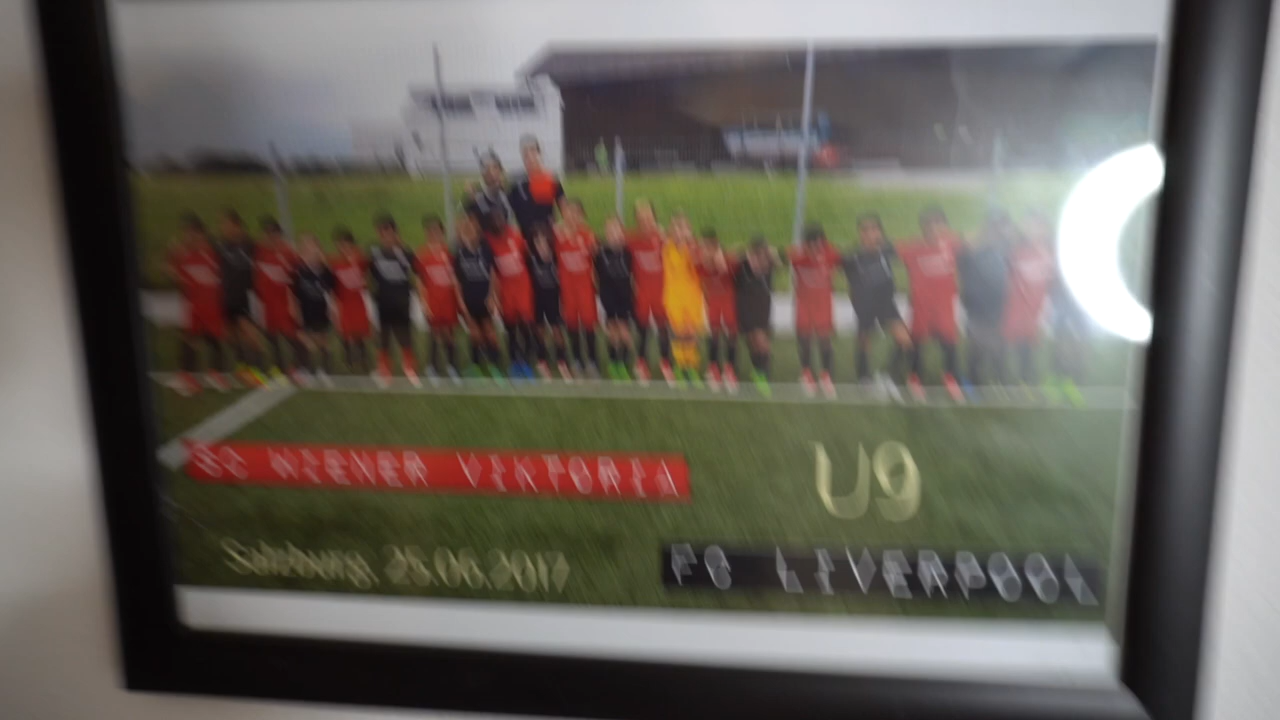 SC WIENER VIKTORIA
U9
Salzburg, 25.06.2017
FC LIVERPOOL